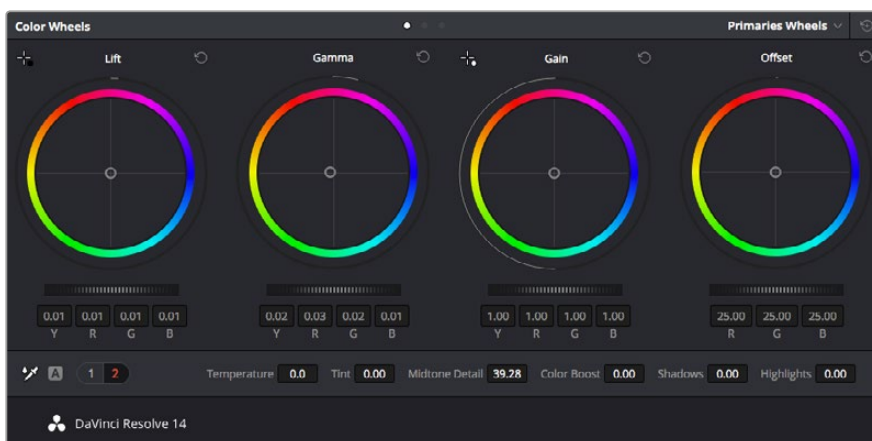 Color Wheels Primaries Wheels
Lift Gamma Gain Offset
0.01 0.01 0.01 0.01 0.02 0.03 0.02 0.01 1.00 1.00 1.00 1.00 25.00 25.00 25.00
Y R G B Y R G B Y R G B R G B
A 1 2 Temperature 0.0 Tint 0.00 Midtone Detail 39.28 Color Boost 0.00 Shadows 0.00 Highlights 0.00
DaVinci Resolve 14